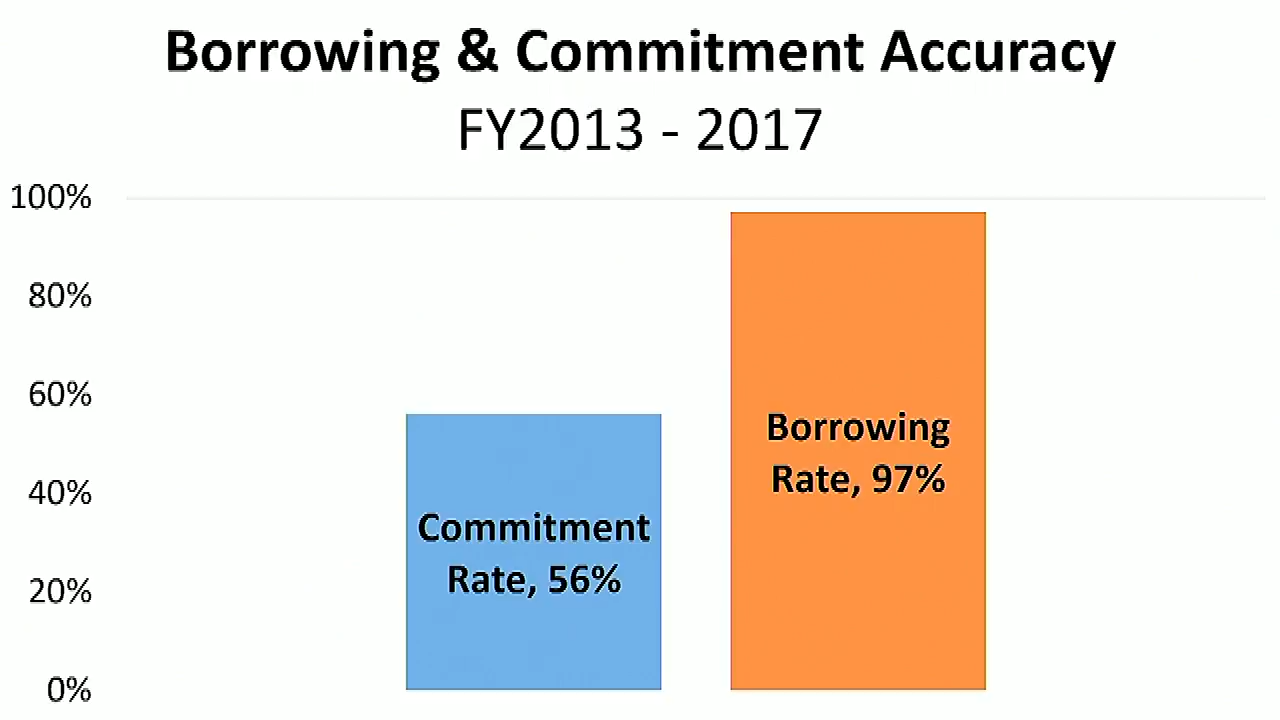 Borrowing & Commitment Accuracy
FY2013 - 2017
100%
80%
60%
40%
20%
0%
Commitment
Rate, 56%
Borrowing
Rate, 97%